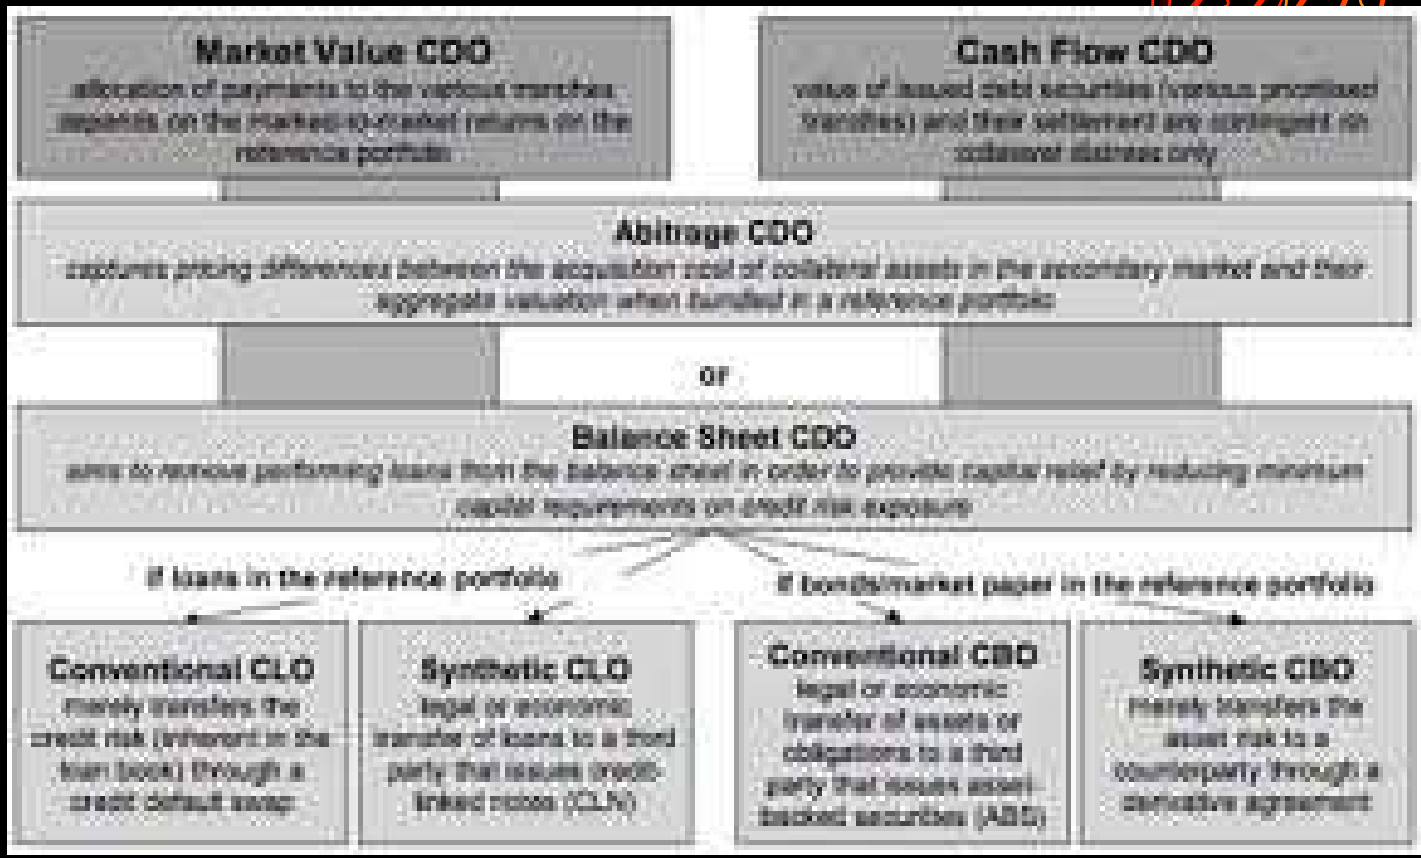 Market Value CDO
allocation of payments to the various tranches
depends on the marked-to-market returns on the
reference portfolio
Cash Flow CDO
value of issued debt securities (various prioritised
tranches) and their settlement are contingent on
collateral distress only
Abitrage CDO
captures pricing differences between the acquisition cost of collateral assets in the secondary market and their
aggregate valuation when bundled in a reference portfolio
or
Balance Sheet CDO
aims to remove performing loans from the balance sheet in order to provide capital relief by reducing minimum
capital requirements on credit risk exposure
if loans in the reference portfolio
if bonds/market paper in the reference portfolio
Conventional CLO
merely transfers the
credit risk (inherent in the
loan book) through a
credit default swap
Synthetic CLO
legal or economic
transfer of loans to a third
party that issues credit-
linked notes (CLN)
Conventional CBO
legal or economic
transfer of assets or
obligations to a third
party that issues asset-
backed securities (ABS)
Synthetic CBO
merely transfers the
asset risk to a
counterparty through a
derivative agreement